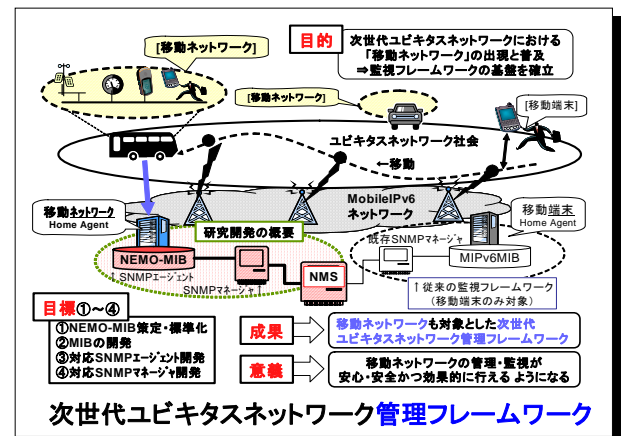 [移動ネットワーク]
目的
次世代ユビキタスネットワークにおける
「移動ネットワーク」の出現と普及
⇒監視フレームワークの基盤を確立
[移動ネットワーク]
[移動端末]
ユビキタスネットワーク社会
←移動
MobileIPv6
ネットワーク
移動ネットワーク
Home Agent
移動端末
Home Agent
研究開発の概要
NEMO-MIB
↑SNMPエージェント
SNMPマネージャ↑
NMS
既存SNMPマネージャ
MIPv6MIB
↑従来の監視フレームワーク
(移動端末のみ対象)
目標①~④
①NEMO-MIB策定・標準化
②MIBの開発
③対応SNMPエージェント開発
④対応SNMPマネージャ開発
成果
移動ネットワークも対象とした次世代
ユビキタスネットワーク管理フレームワーク
意義
移動ネットワークの管理・監視が
安心・安全かつ効果的に行える ようになる
次世代ユビキタスネットワーク管理フレームワーク